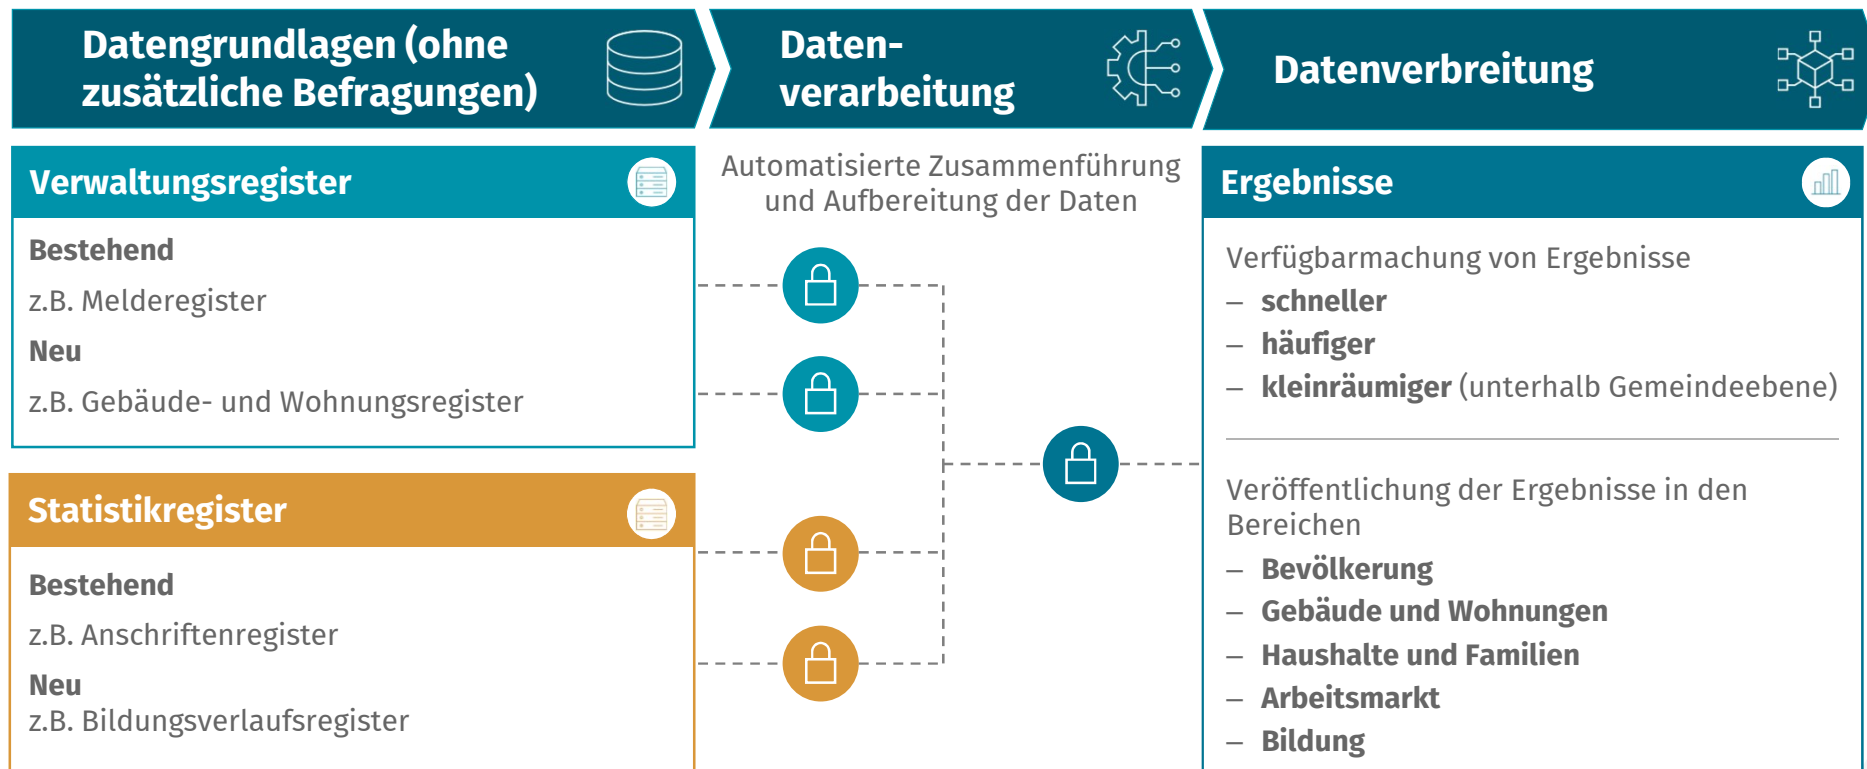 Datengrundlagen (ohne
zusätzliche Befragungen)
Daten-
verarbeitung
Datenverbreitung
Verwaltungsregister
Bestehend
z.B. Melderegister
Neu
z.B. Gebäude- und Wohnungsregister
Statistikregister
Bestehend
z.B. Anschriftenregister
Neu
z.B. Bildungsverlaufsregister
Automatisierte Zusammenführung
und Aufbereitung der Daten
Ergebnisse
Verfügbarmachung von Ergebnisse
– schneller
– häufiger
– kleinräumiger (unterhalb Gemeindeebene)
Veröffentlichung der Ergebnisse in den
Bereichen
– Bevölkerung
– Gebäude und Wohnungen
– Haushalte und Familien
– Arbeitsmarkt
– Bildung